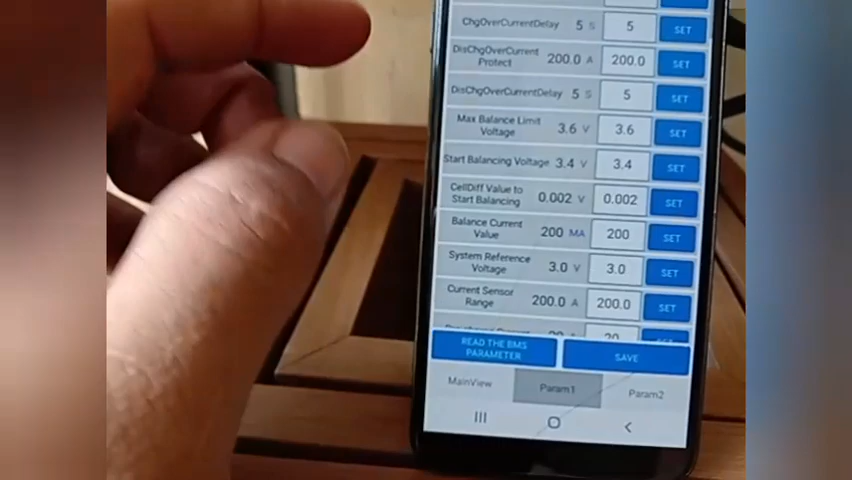 ChgOverCurrentDelay 5 S 5 SET
DisChgOverCurrent
Protect 200.0 A 200.0 SET
DisChgOverCurrentDelay 5 S 5 SET
Max Balance Limit
Voltage 3.6 V 3.6 SET
Start Balancing Voltage 3.4 V 3.4 SET
CellDiff Value to
Start Balancing 0.002 V 0.002 SET
Balance Current
Value 200 MA 200 SET
System Reference
Voltage 3.0 V 3.0 SET
Current Sensor
Range 200.0 A 200.0 SET
READ THE BMS
PARAMETER
SAVE
MainView Param1 Param2